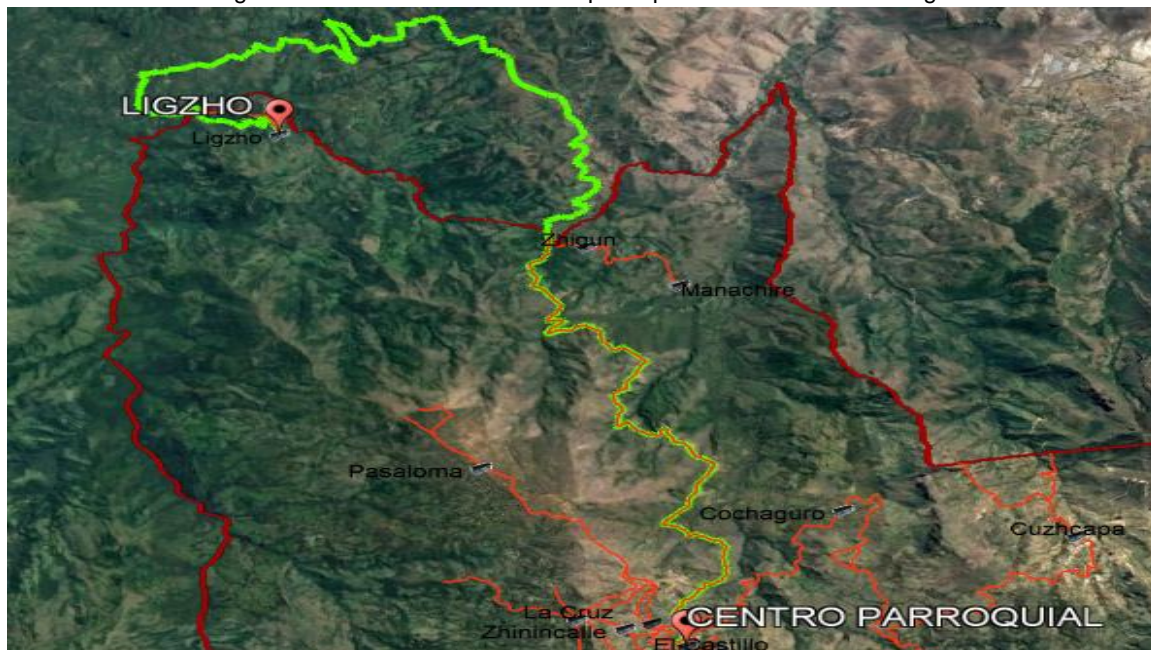 LIGZHO
Ligzho
Zhigun
Manachire
Pasaloma
Cochaguro
Cuzhcapa
La Cruz
CENTRO PARROQUIAL
Zhinincalle
El Castillo